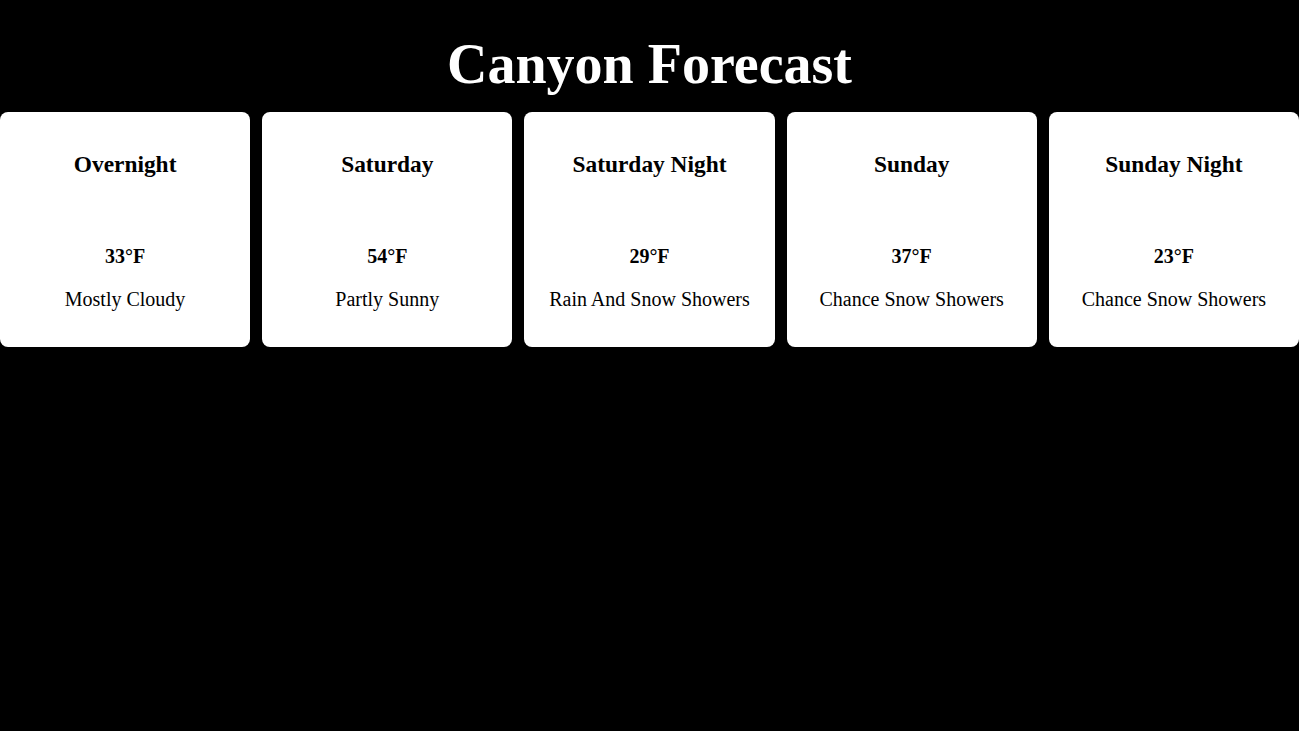 Canyon Forecast
Overnight
33°F
Mostly Cloudy
Saturday
54°F
Partly Sunny
Saturday Night
29°F
Rain And Snow Showers
Sunday
37°F
Chance Snow Showers
Sunday Night
23°F
Chance Snow Showers